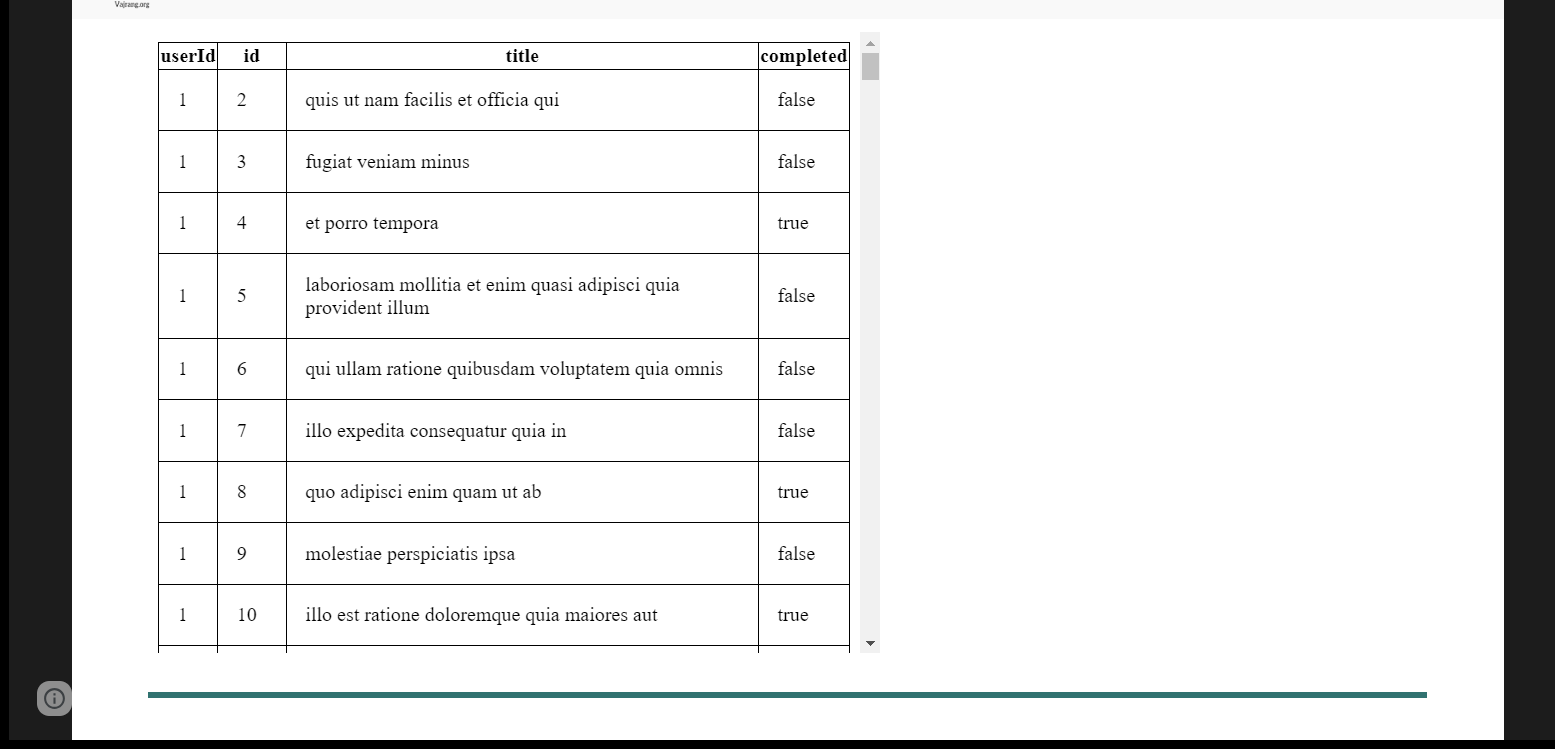 Vajrang.org
userId id title completed
1 2 quis ut nam facilis et officia qui false
1 3 fugiat veniam minus false
1 4 et porro tempora true
1 5 laboriosam mollitia et enim quasi adipisci quia provident illum false
1 6 qui ullam ratione quibusdam voluptatem quia omnis false
1 7 illo expedita consequatur quia in false
1 8 quo adipisci enim quam ut ab true
1 9 molestiae perspiciatis ipsa false
1 10 illo est ratione doloremque quia maiores aut true